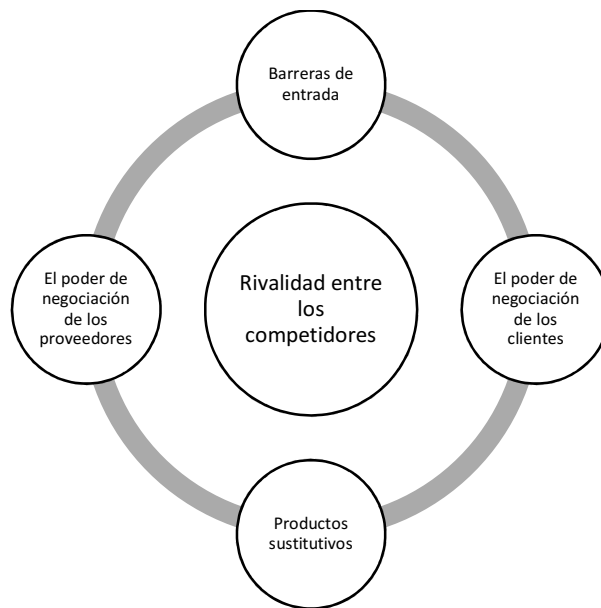 Barreras de
entrada
El poder de
negociación
de los
proveedores
Rivalidad entre
los
competidores
El poder de
negociación
de los
clientes
Productos
sustitutivos